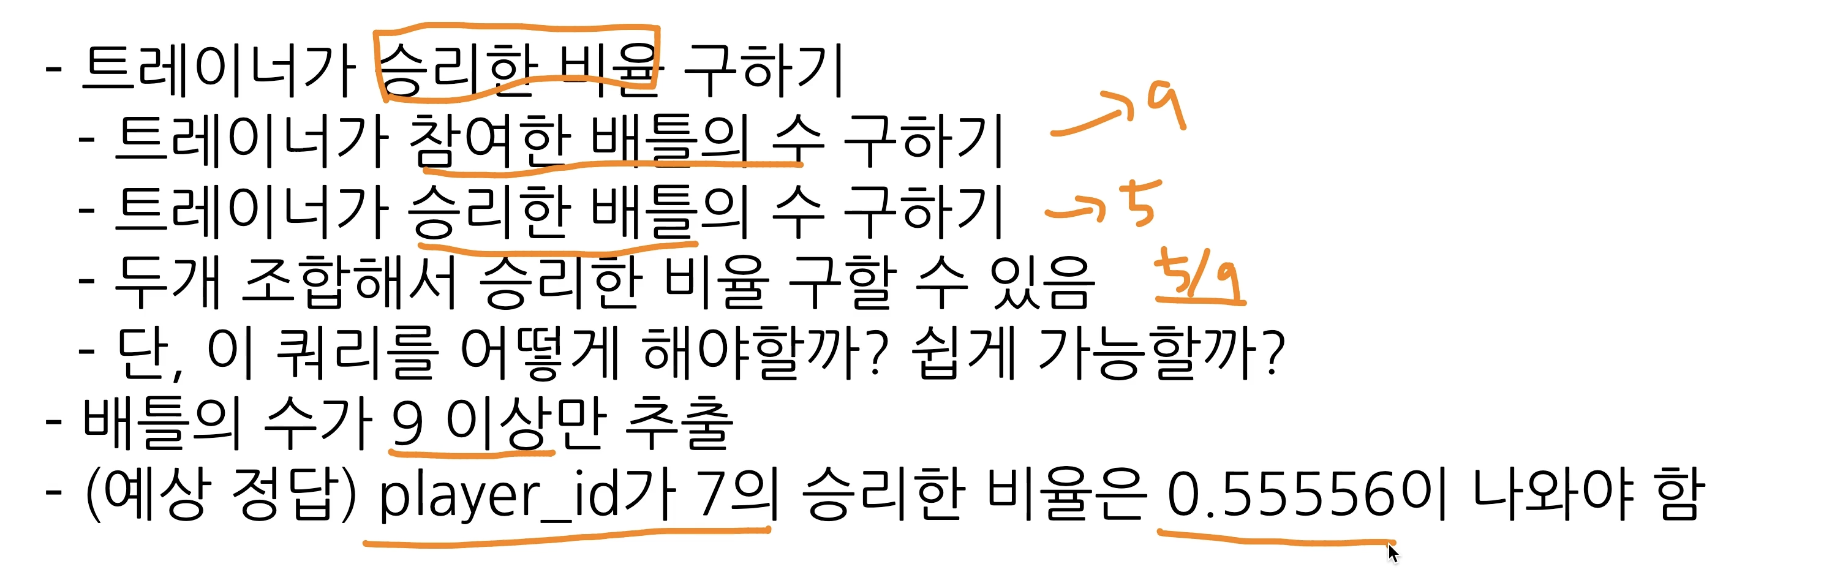 - 트레이너가 승리한 비율 구하기
- 트레이너가 참여한 배틀의 수 구하기 → 9
- 트레이너가 승리한 배틀의 수 구하기 → 5
- 두개 조합해서 승리한 비율 구할 수 있음 5/9
- 단, 이 쿼리를 어떻게 해야할까? 쉽게 가능할까?
- 배틀의 수가 9 이상만 추출
- (예상 정답) player_id가 7의 승리한 비율은 0.55556이 나와야 함